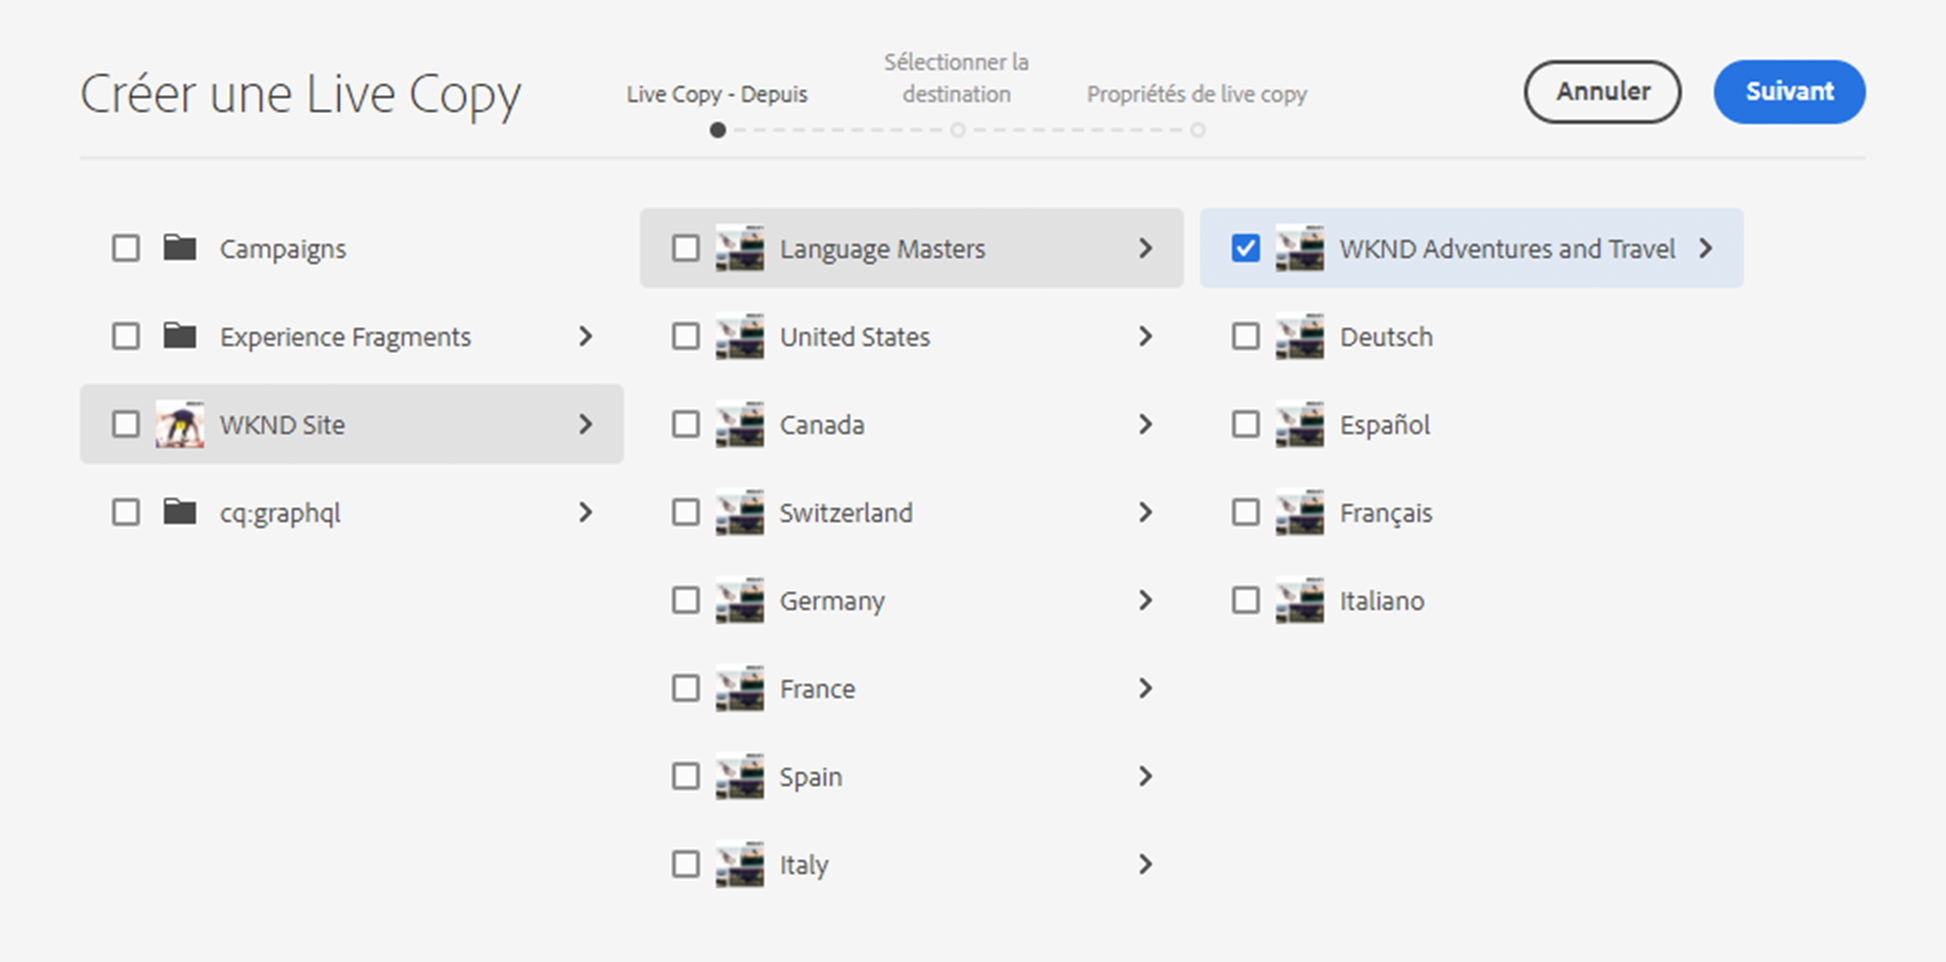 Créer une Live Copy
Live Copy - Depuis
Sélectionner la
destination
Propriétés de live copy
Annuler
Suivant
Campaigns
Experience Fragments
WKND Site
cq:graphql
Language Masters
United States
Canada
Switzerland
Germany
France
Spain
Italy
WKND Adventures and Travel
Deutsch
Español
Français
Italiano